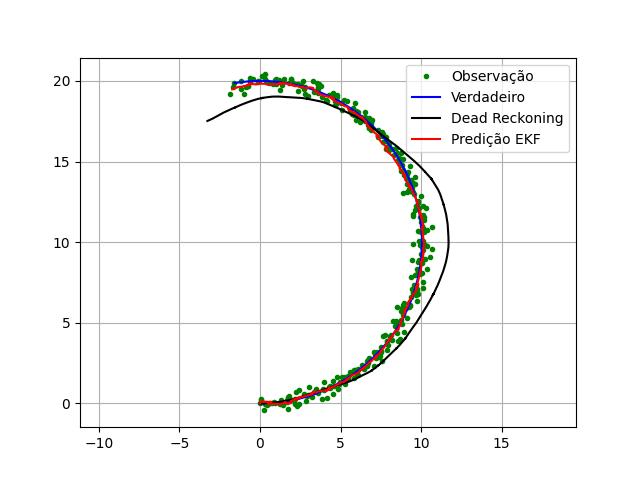 Observação
Verdadeiro
Dead Reckoning
Predição EKF
20
15
10
5
0
−10 −5 0 5 10 15